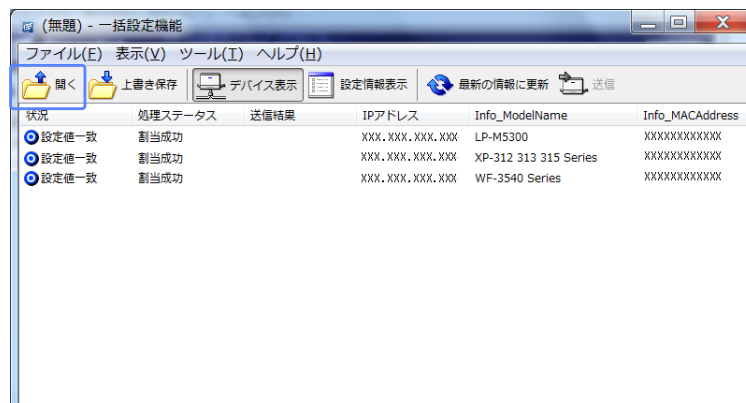 (無題) - 一括設定機能
ファイル(F) 表示(V) ツール(T) ヘルプ(H)
開く 上書き保存 デバイス表示 設定情報表示 最新の情報に更新 送信
状況 処理ステータス 送信結果 IPアドレス Info_ModelName Info_MACAddress
設定値一致 割当成功 XXX.XXX.XXX.XXX LP-M5300 XXXXXXXXXXXX
設定値一致 割当成功 XXX.XXX.XXX.XXX XP-312 313 315 Series XXXXXXXXXXXX
設定値一致 割当成功 XXX.XXX.XXX.XXX WF-3540 Series XXXXXXXXXXXX